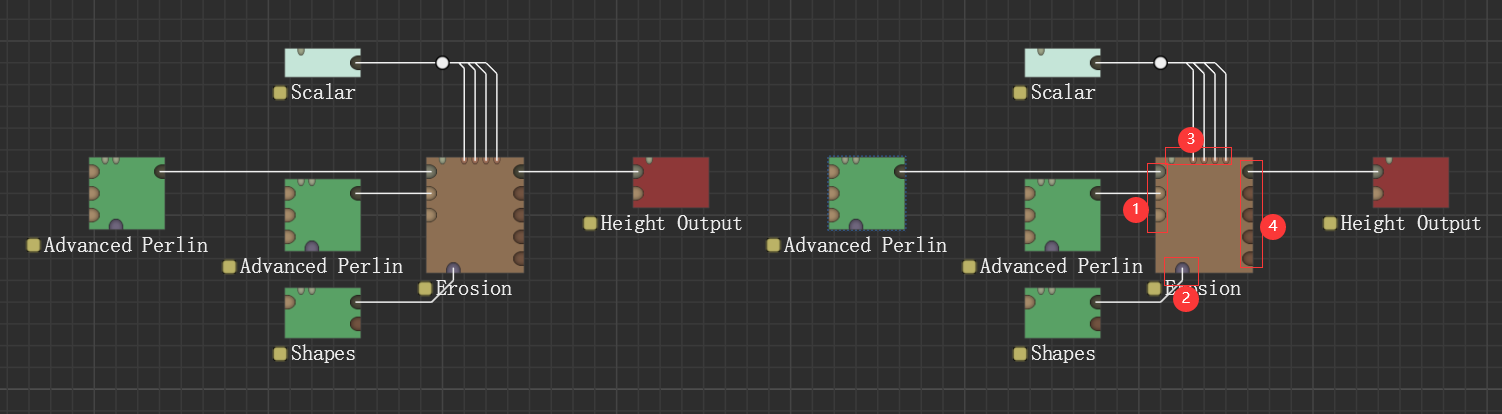 Scalar
Advanced Perlin
Advanced Perlin
Erosion
Height Output
Shapes
Scalar
3
1
4
2
Advanced Perlin
Advanced Perlin
Erosion
Height Output
Shapes